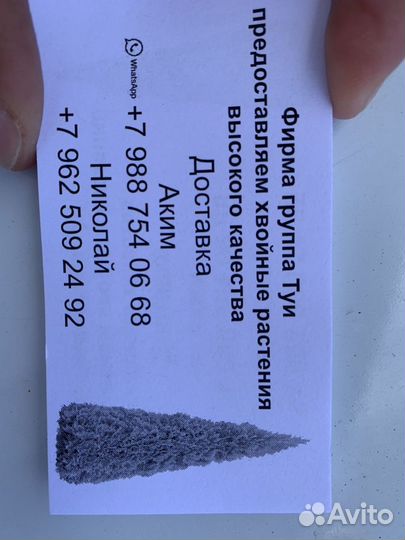 Фирма группа Туи
предоставляем хвойные растения
высокого качества
Доставка
Аким
WhatsApp +7 988 754 06 68
Николай
+7 962 509 24 92
Avito